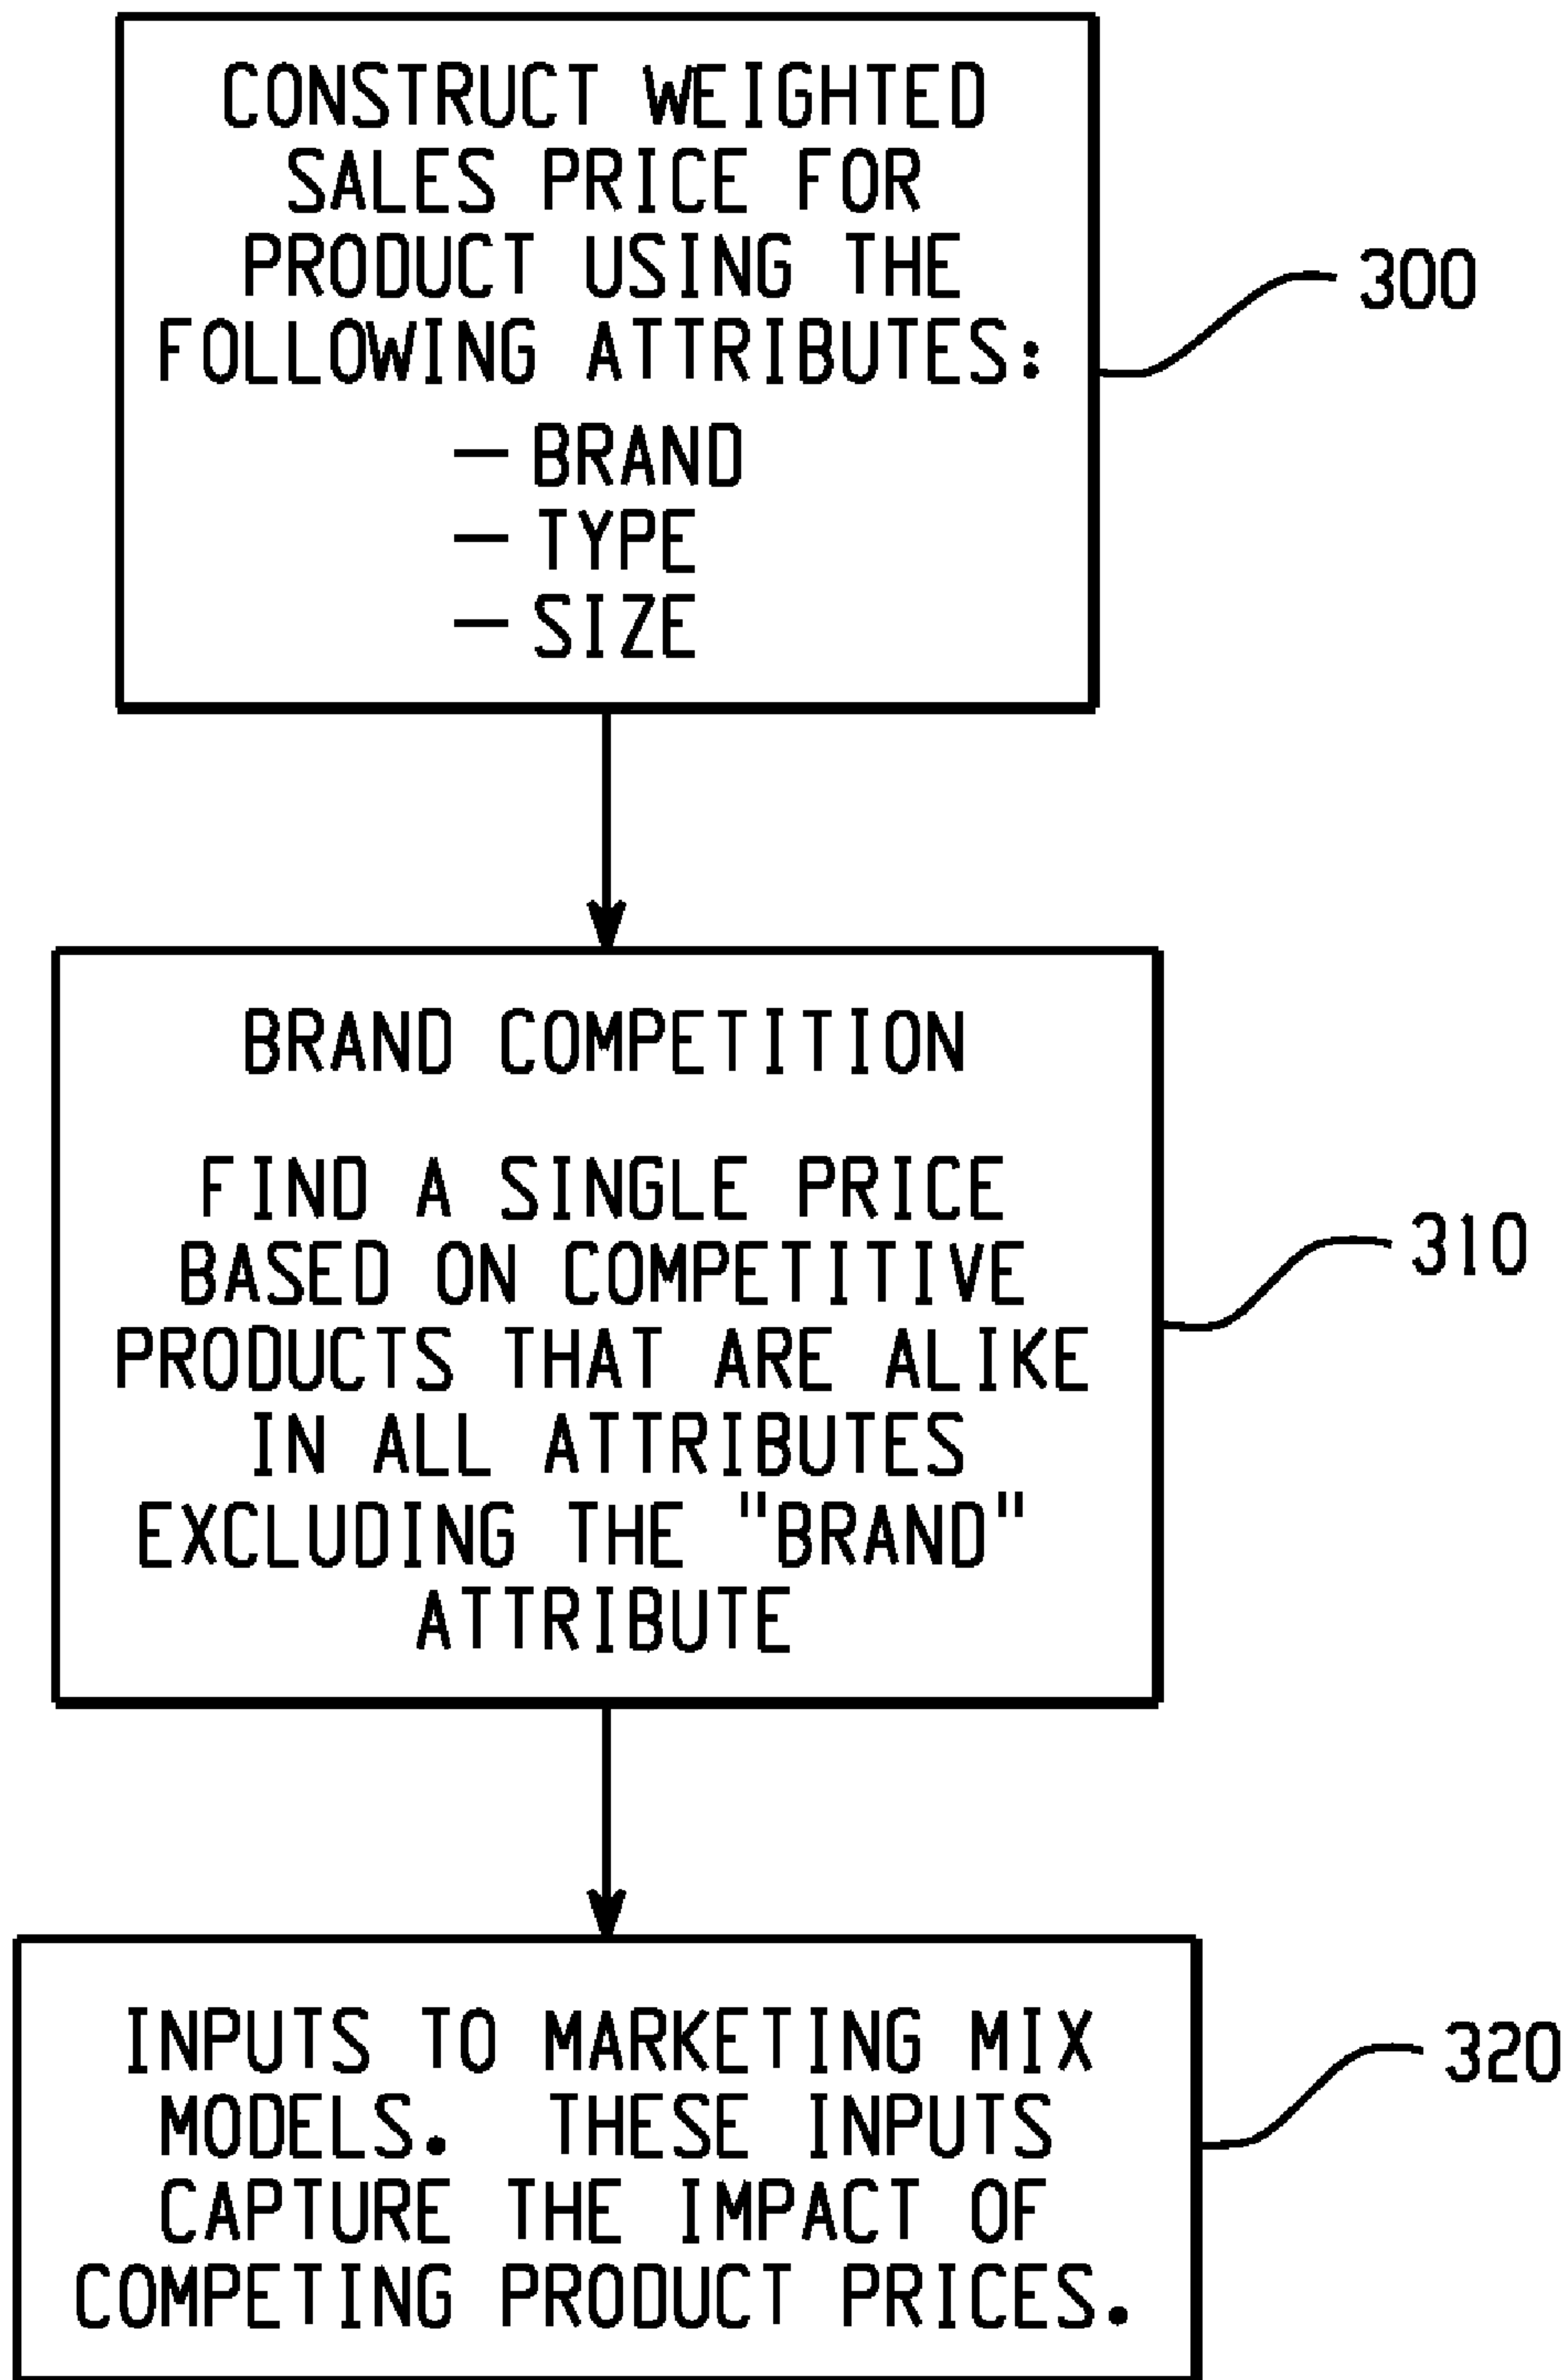 CONSTRUCT WEIGHTED
SALES PRICE FOR
PRODUCT USING THE
FOLLOWING ATTRIBUTES:
— BRAND
— TYPE
— SIZE
300
BRAND COMPETITION
FIND A SINGLE PRICE
BASED ON COMPETITIVE
PRODUCTS THAT ARE ALIKE
IN ALL ATTRIBUTES
EXCLUDING THE "BRAND"
ATTRIBUTE
310
INPUTS TO MARKETING MIX
MODELS. THESE INPUTS
CAPTURE THE IMPACT OF
COMPETING PRODUCT PRICES.
320